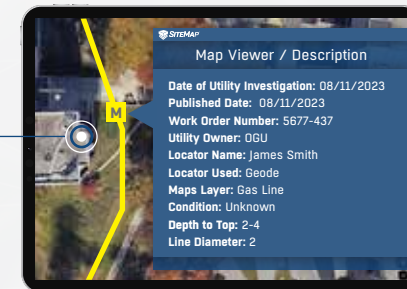 SITEMAP
Map Viewer / Description
Date of Utility Investigation: 08/11/2023
Published Date: 08/11/2023
Work Order Number: 5677-437
Utility Owner: OGU
Locator Name: James Smith
Locator Used: Geode
Maps Layer: Gas Line
Condition: Unknown
Depth to Top: 2-4
Line Diameter: 2
M